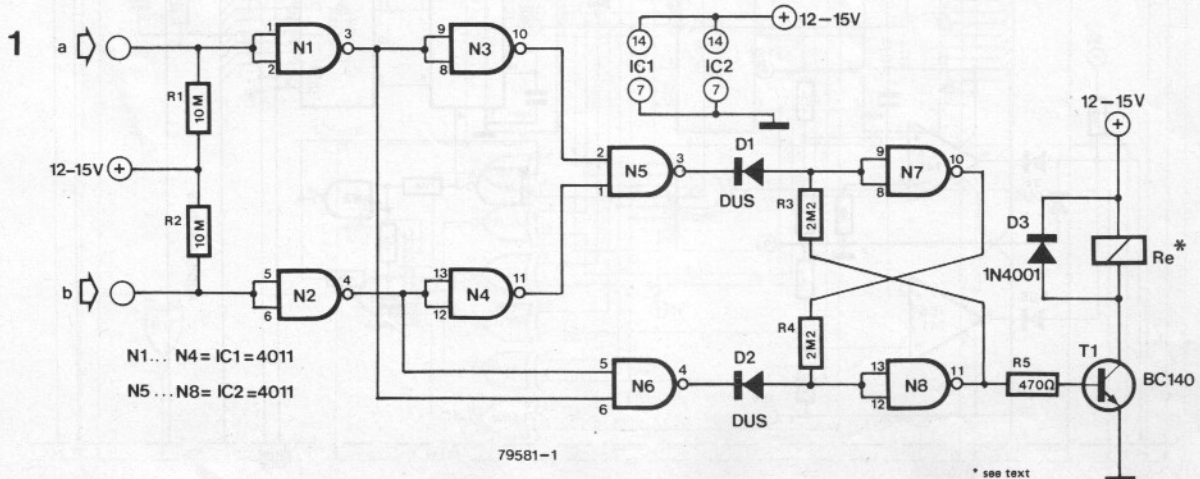 1
a
1
2
N1
3
9
8
N3
10
R1
10 M
12–15V
+
R2
10 M
b
5
6
N2
4
13
12
N4
11
N1 ... N4 = IC1 = 4011
N5 ... N8 = IC2 = 4011
12–15V
+
14
14
IC1
IC2
7
7
2
1
N5
3
D1
DUS
R3
2M2
9
8
N7
10
5
6
N6
4
D2
DUS
R4
2M2
13
12
N8
11
12–15V
+
D3
1N4001
Re*
R5
470Ω
T1
BC140
79581-1
* see text